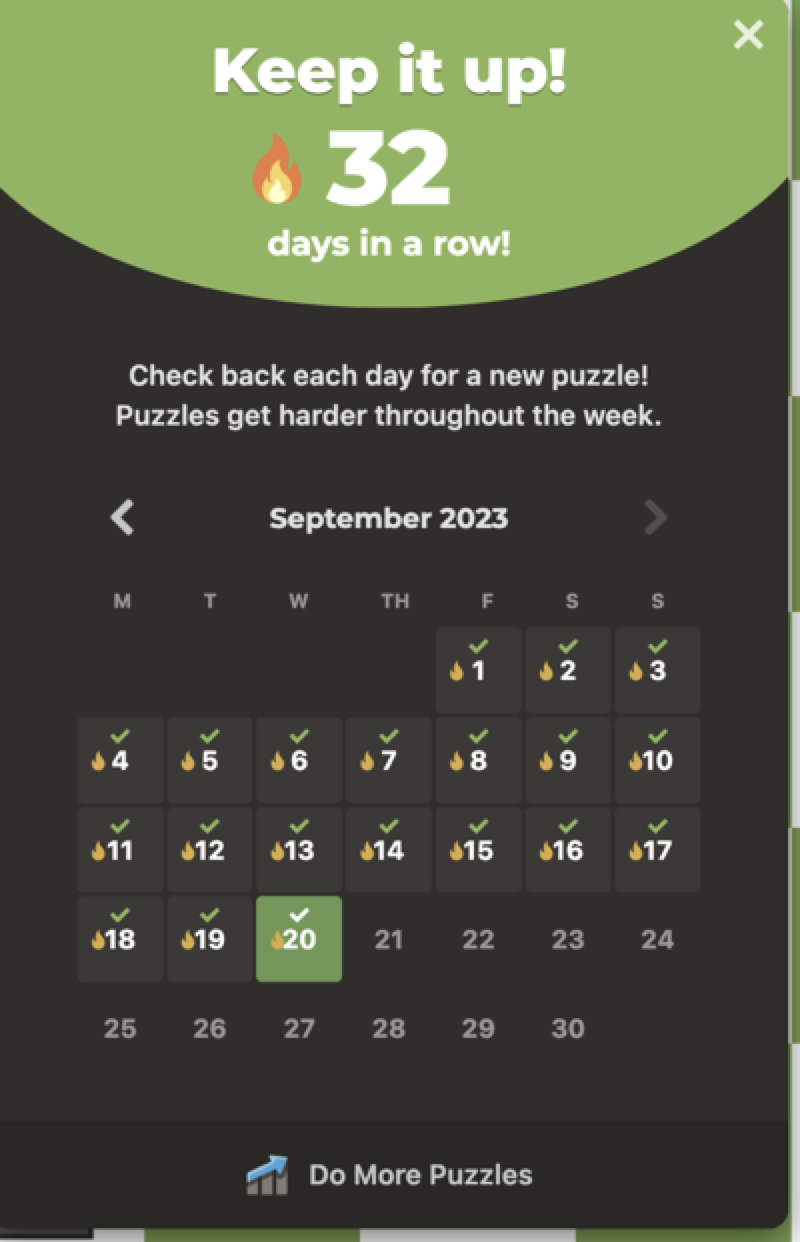 Keep it up!
32
days in a row!
Check back each day for a new puzzle!
Puzzles get harder throughout the week.
September 2023
M T W TH F S S
1 2 3
4 5 6 7 8 9 10
11 12 13 14 15 16 17
18 19 20 21 22 23 24
25 26 27 28 29 30
Do More Puzzles